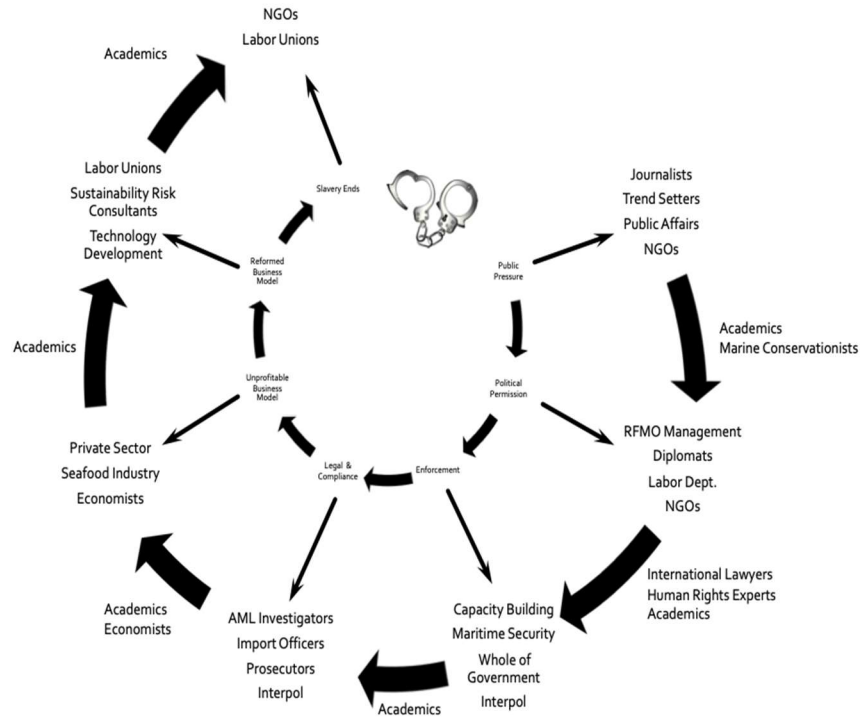 NGOs
Labor Unions
Academics
Labor Unions
Sustainability Risk
Consultants
Technology
Development
Slavery Ends
Reformed
Business
Model
Journalists
Trend Setters
Public Affairs
NGOs
Public
Pressure
Academics
Marine Conservationists
Academics
Unprofitable
Business
Model
Political
Permission
RFMO Management
Diplomats
Labor Dept.
NGOs
Private Sector
Seafood Industry
Economists
Legal &
Compliance
Enforcement
International Lawyers
Human Rights Experts
Academics
Academics
Economists
AML Investigators
Import Officers
Prosecutors
Interpol
Capacity Building
Maritime Security
Whole of
Government
Interpol
Academics